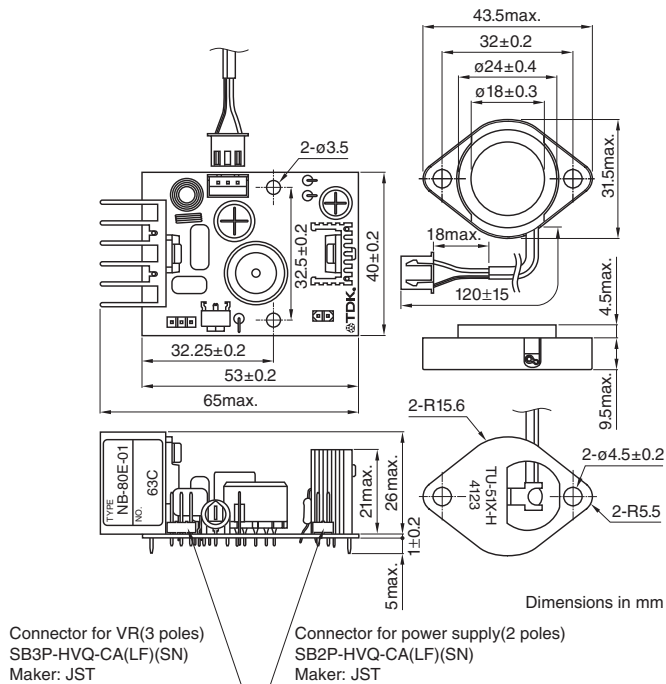 43.5max.
32±0.2
ø24±0.4
ø18±0.3
2-ø3.5
31.5max.
32.5±0.2
40±0.2
18max.
120±15
4.5max.
TDK
32.25±0.2
53±0.2
65max.
9.5max.
2-R15.6
2-ø4.5±0.2
TYPE
NB-80E-01
NO.
63C
21max.
26max.
TU-51X-H
4123
2-R5.5
1±0.2
5max.
Dimensions in mm
Connector for VR(3 poles)
SB3P-HVQ-CA(LF)(SN)
Maker: JST
Connector for power supply(2 poles)
SB2P-HVQ-CA(LF)(SN)
Maker: JST